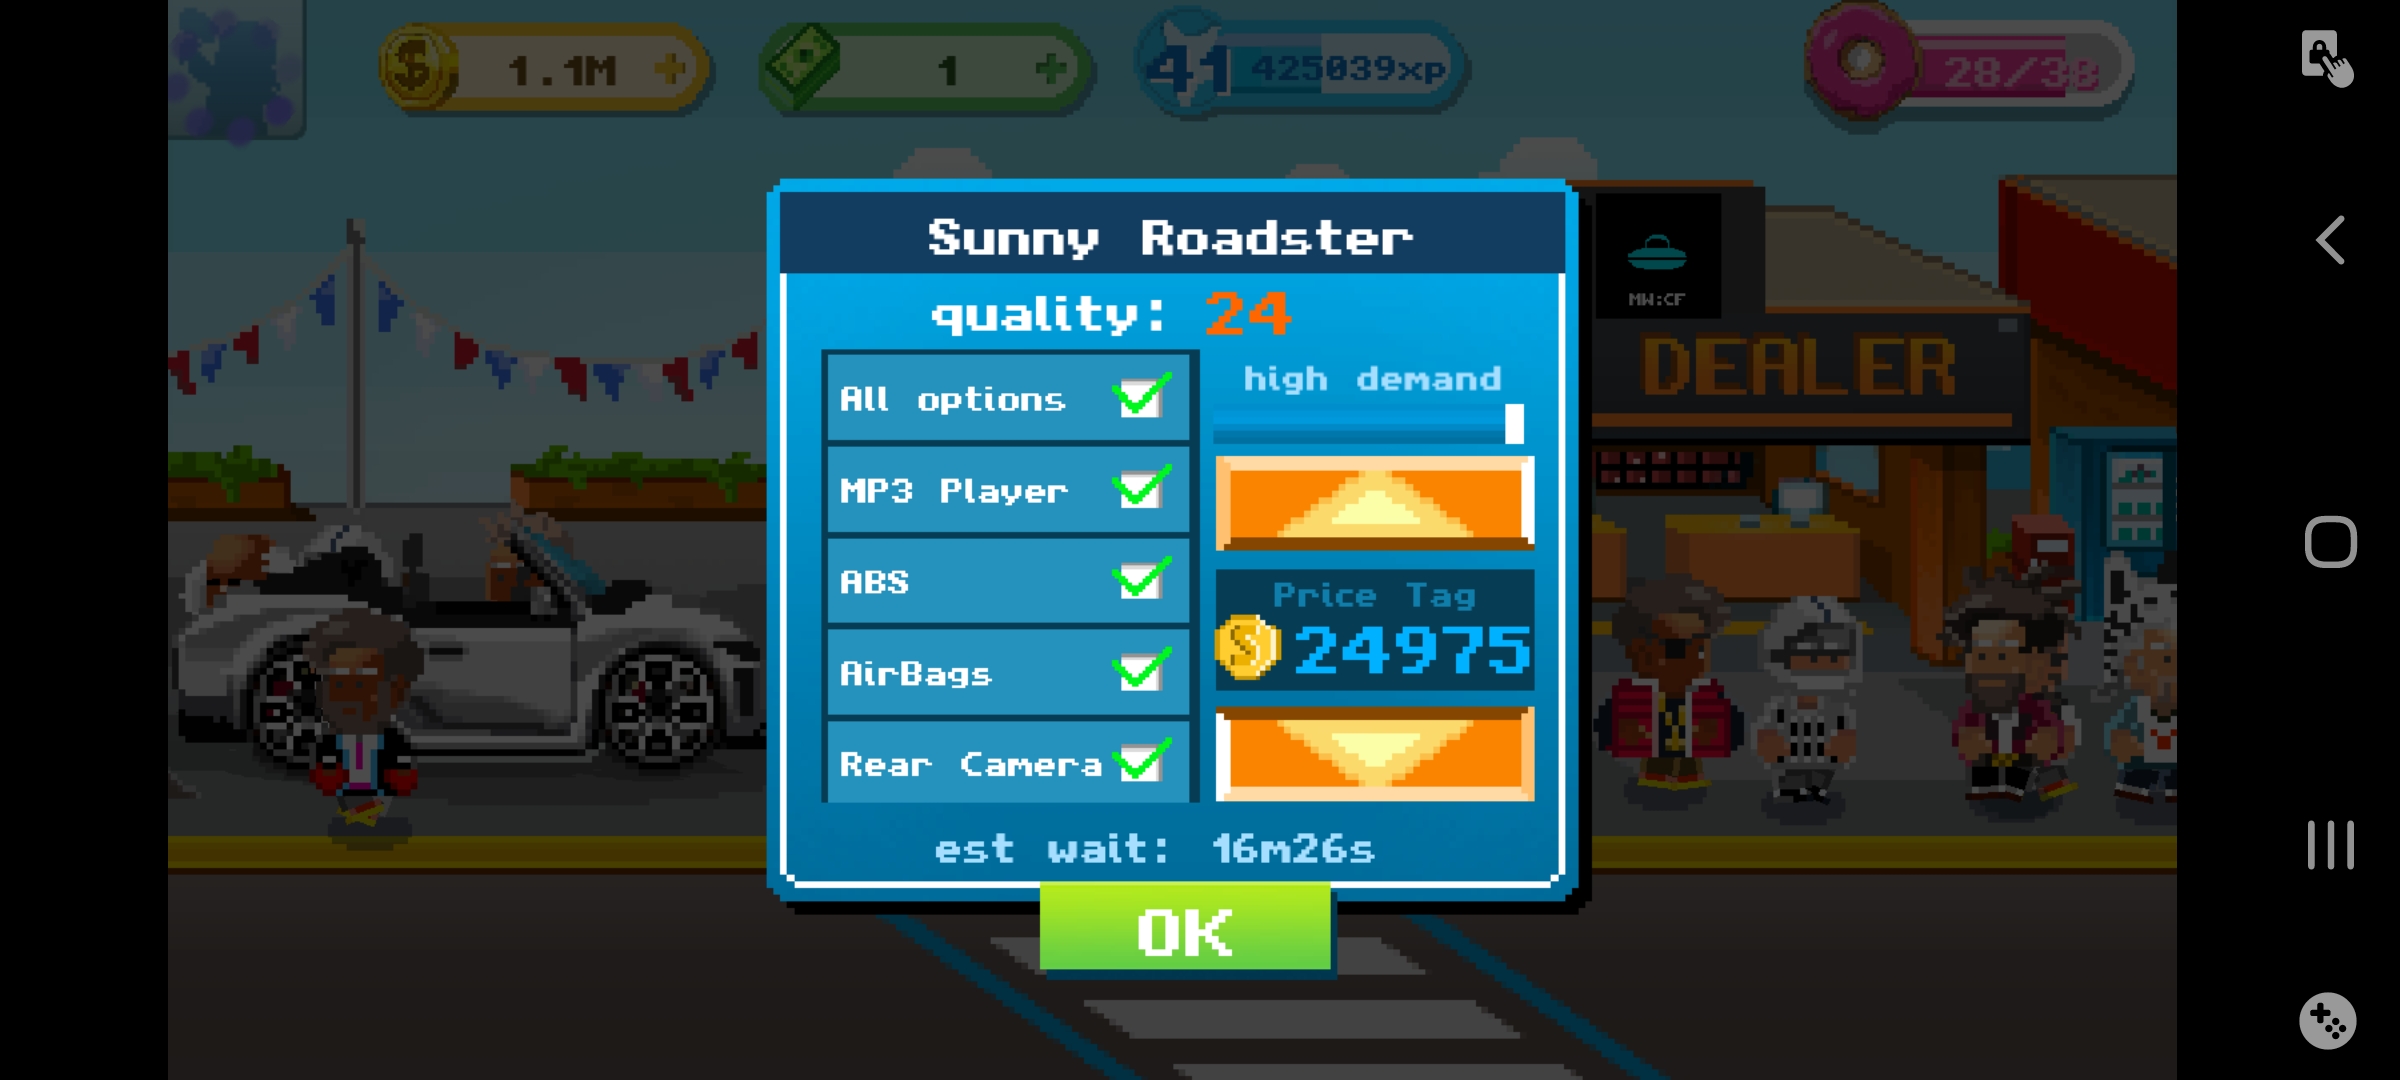 1.1M
1
41
425039xp
28/38
Sunny Roadster
quality: 24
All options
MP3 Player
ABS
AirBags
Rear Camera
high demand
Price Tag
24975
est wait: 16m26s
OK
MW:CF
DEALER